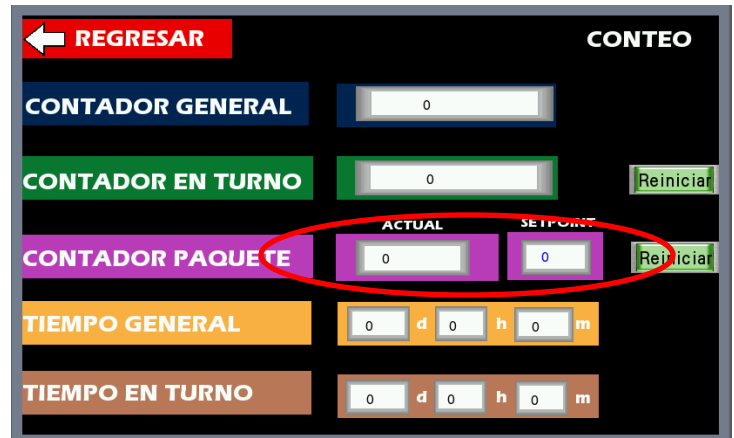 REGRESAR CONTEO
CONTADOR GENERAL 0
CONTADOR EN TURNO 0 Reiniciar
ACTUAL SETPOINT
CONTADOR PAQUETE 0 0 Reiniciar
TIEMPO GENERAL 0 d 0 h 0 m
TIEMPO EN TURNO 0 d 0 h 0 m